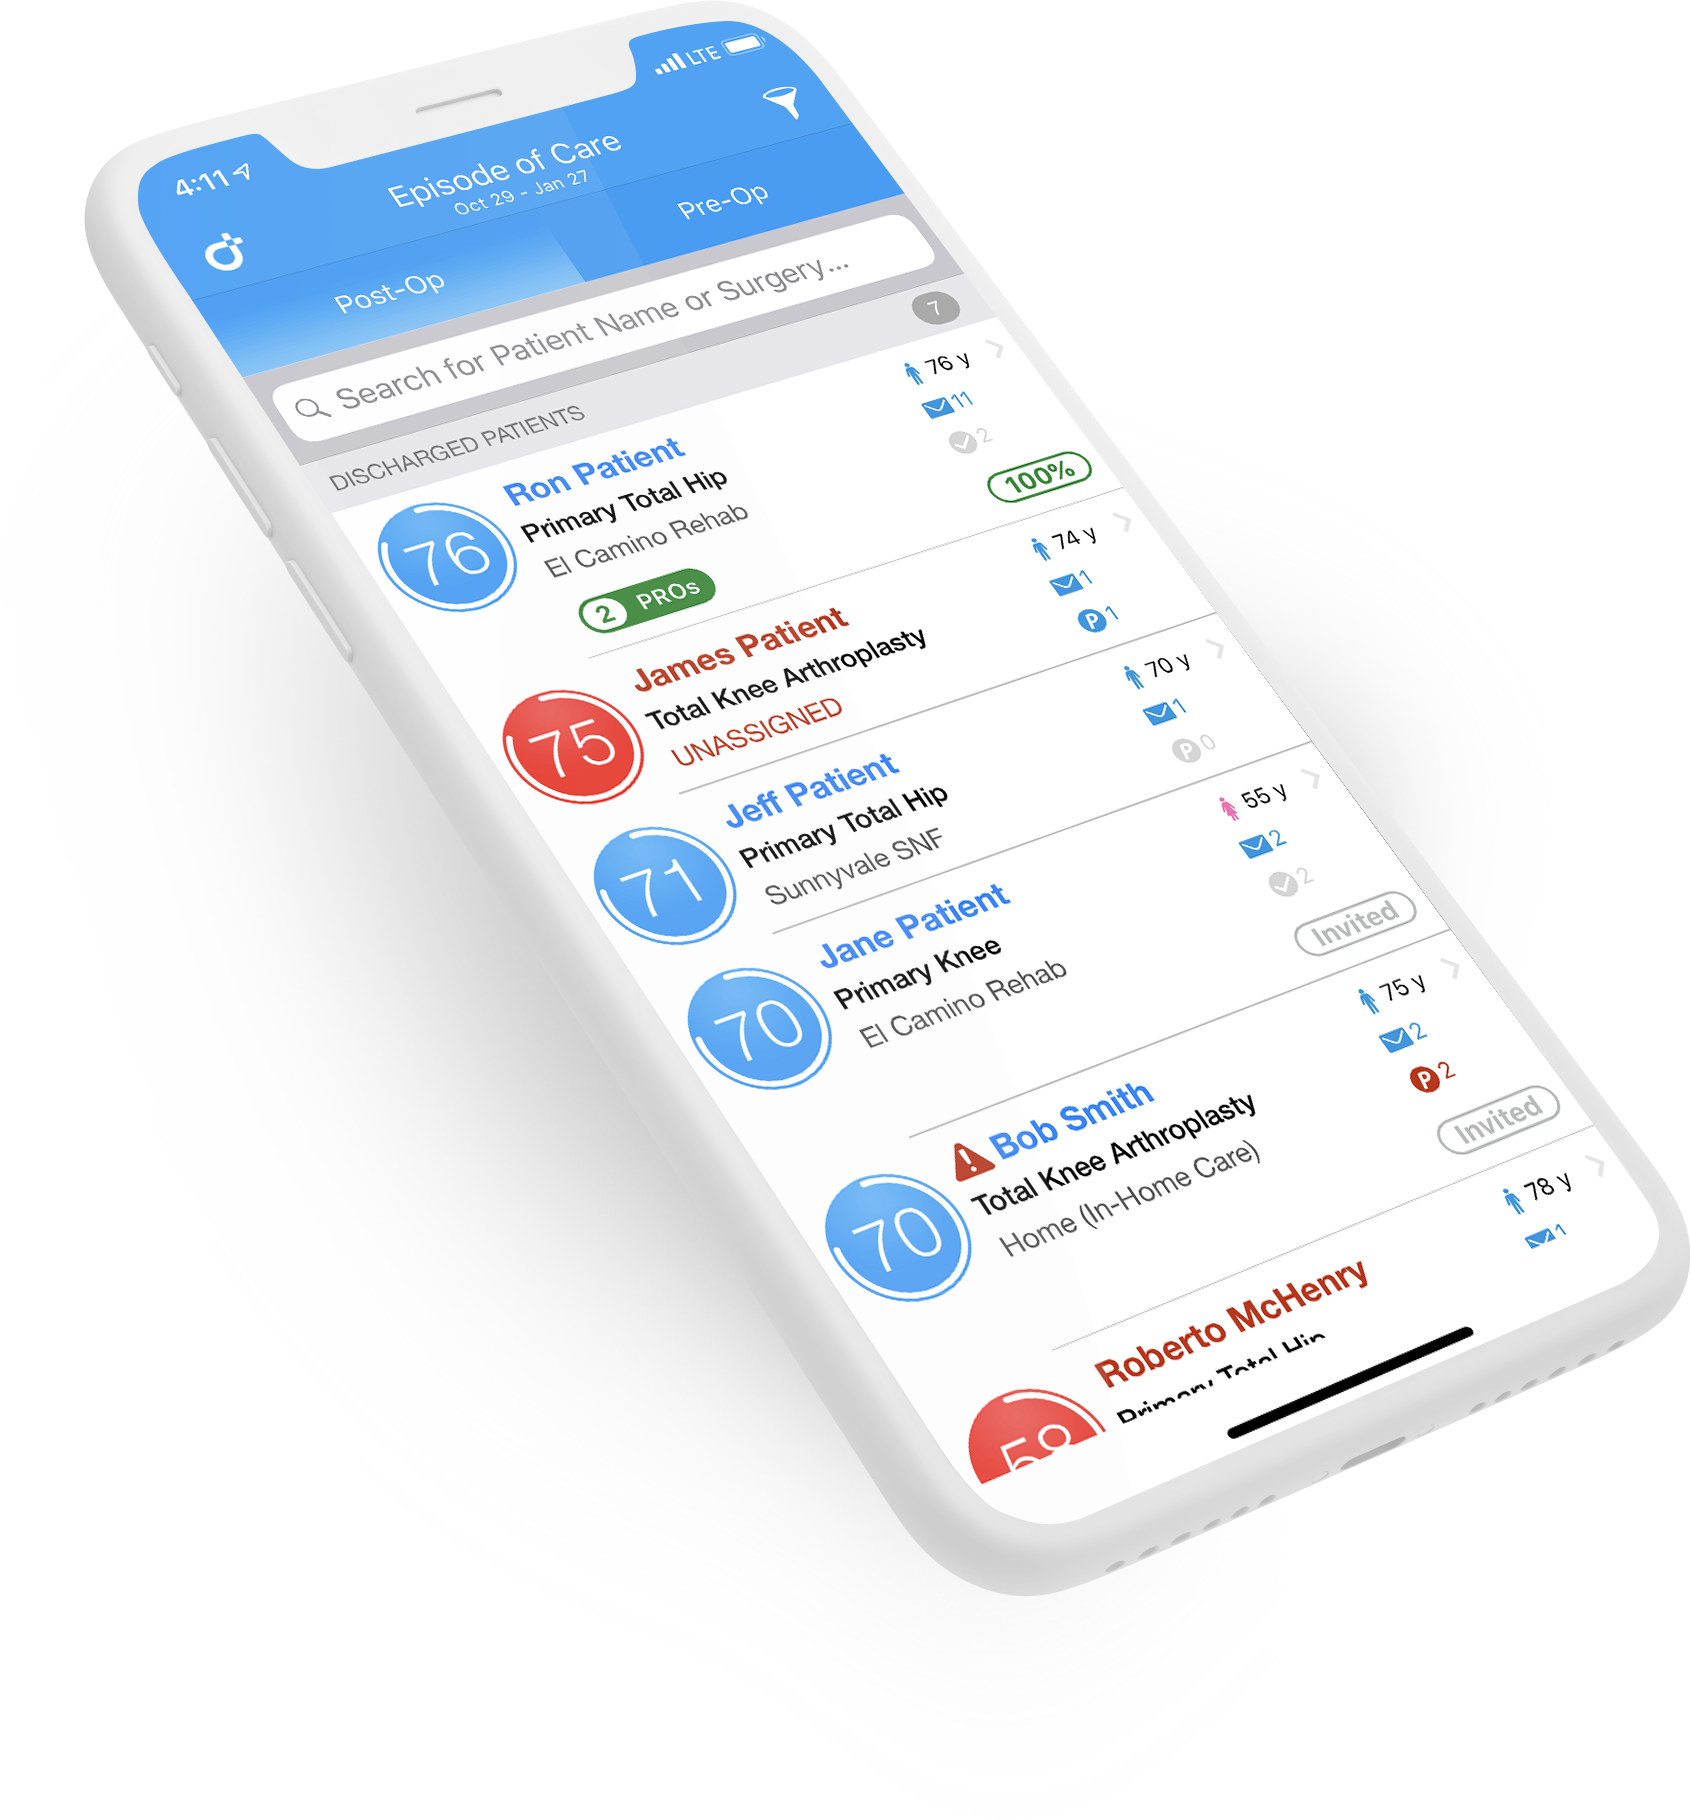 4:11
LTE
Episode of Care
Oct 29 - Jan 27
Post-Op
Pre-Op
Search for Patient Name or Surgery...
DISCHARGED PATIENTS
7
76
Ron Patient
Primary Total Hip
El Camino Rehab
2 PROs
76 y
11
2
100%
75
James Patient
Total Knee Arthroplasty
UNASSIGNED
74 y
1
P 1
71
Jeff Patient
Primary Total Hip
Sunnyvale SNF
70 y
1
P 0
70
Jane Patient
Primary Knee
El Camino Rehab
55 y
2
2
Invited
70
Bob Smith
Total Knee Arthroplasty
Home (In-Home Care)
75 y
2
P 2
Invited
Roberto McHenry
Primary Total Hip
78 y
1